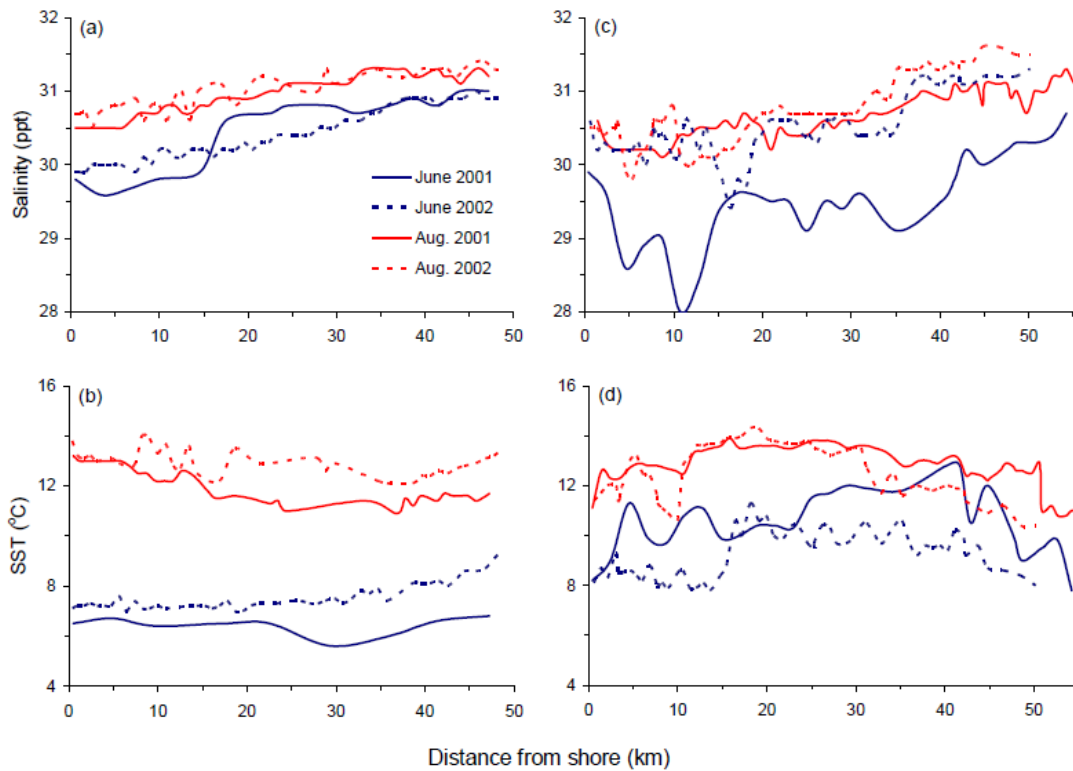 (a)
32
31
30
29
28
Salinity (ppt)
June 2001
June 2002
Aug. 2001
Aug. 2002
0 10 20 30 40 50
(c)
32
31
30
29
28
0 10 20 30 40 50
(b)
16
12
8
4
SST (°C)
0 10 20 30 40 50
(d)
16
12
8
4
0 10 20 30 40 50
Distance from shore (km)